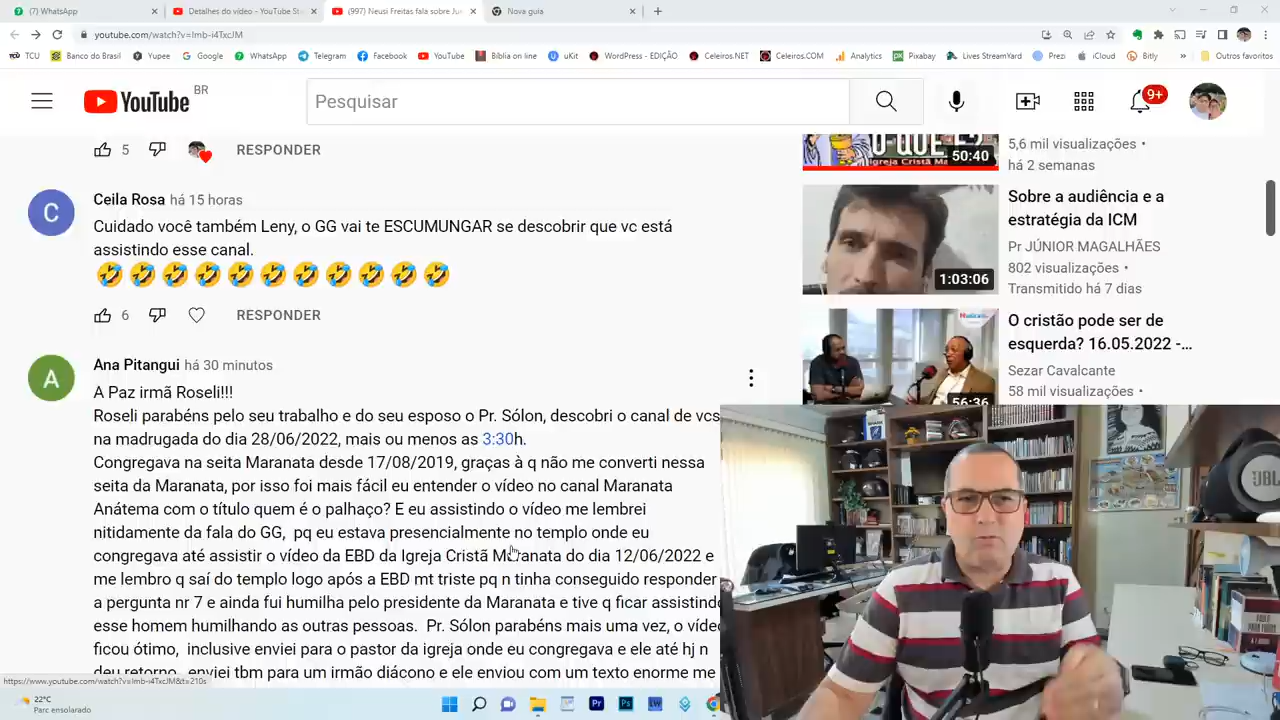 (7) WhatsApp
Detalhes do vídeo - YouTube St
(997) Neusi Freitas fala sobre Ju
Nova guia
youtube.com/watch?v=Imb-i4TxcJM
TCU
Banco do Brasil
Yupee
Google
WhatsApp
Telegram
Facebook
YouTube
Bíblia on line
uKit
WordPress - EDIÇÃO
Celeiros.NET
Celeiros.COM
Analytics
Pixabay
Lives StreamYard
Prezi
iCloud
Bitly
Outros favoritos
YouTube BR
Pesquisar
9+
5
RESPONDER
Ceila Rosa há 15 horas
Cuidado você também Leny, o GG vai te ESCUMUNGAR se descobrir que vc está
assistindo esse canal.
🤣🤣🤣🤣🤣🤣🤣🤣🤣🤣🤣
6
RESPONDER
Ana Pitangui há 30 minutos
A Paz irmã Roseli!!!
Roseli parabéns pelo seu trabalho e do seu esposo o Pr. Sólon, descobri o canal de vcs
na madrugada do dia 28/06/2022, mais ou menos as 3:30h.
Congregava na seita Maranata desde 17/08/2019, graças à q não me converti nessa
seita da Maranata, por isso foi mais fácil eu entender o vídeo no canal Maranata
Anátema com o título quem é o palhaço? E eu assistindo o vídeo me lembrei
nitidamente da fala do GG, pq eu estava presencialmente no templo onde eu
congregava até assistir o vídeo da EBD da Igreja Cristã Maranata do dia 12/06/2022 e
me lembro q saí do templo logo após a EBD mt triste pq n tinha conseguido responder
a pergunta nr 7 e ainda fui humilha pelo presidente da Maranata e tive q ficar assistindo
esse homem humilhando as outras pessoas. Pr. Sólon parabéns mais uma vez, o vídeo
ficou ótimo, inclusive enviei para o pastor da igreja onde eu congregava e ele até hj n
deu retorno, enviei tbm para um irmão diácono e ele enviou com um texto enorme me
O QUE É?
Igreja Cristã Ma
50:40
5,6 mil visualizações •
há 2 semanas
1:03:06
Sobre a audiência e a
estratégia da ICM
Pr JÚNIOR MAGALHÃES
802 visualizações •
Transmitido há 7 dias
56:36
O cristão pode ser de
esquerda? 16.05.2022 -...
Sezar Cavalcante
58 mil visualizações •
JBL
https://www.youtube.com/watch?v=Imb-i4TxcJM&t=210s
22°C
Parc ensolarado